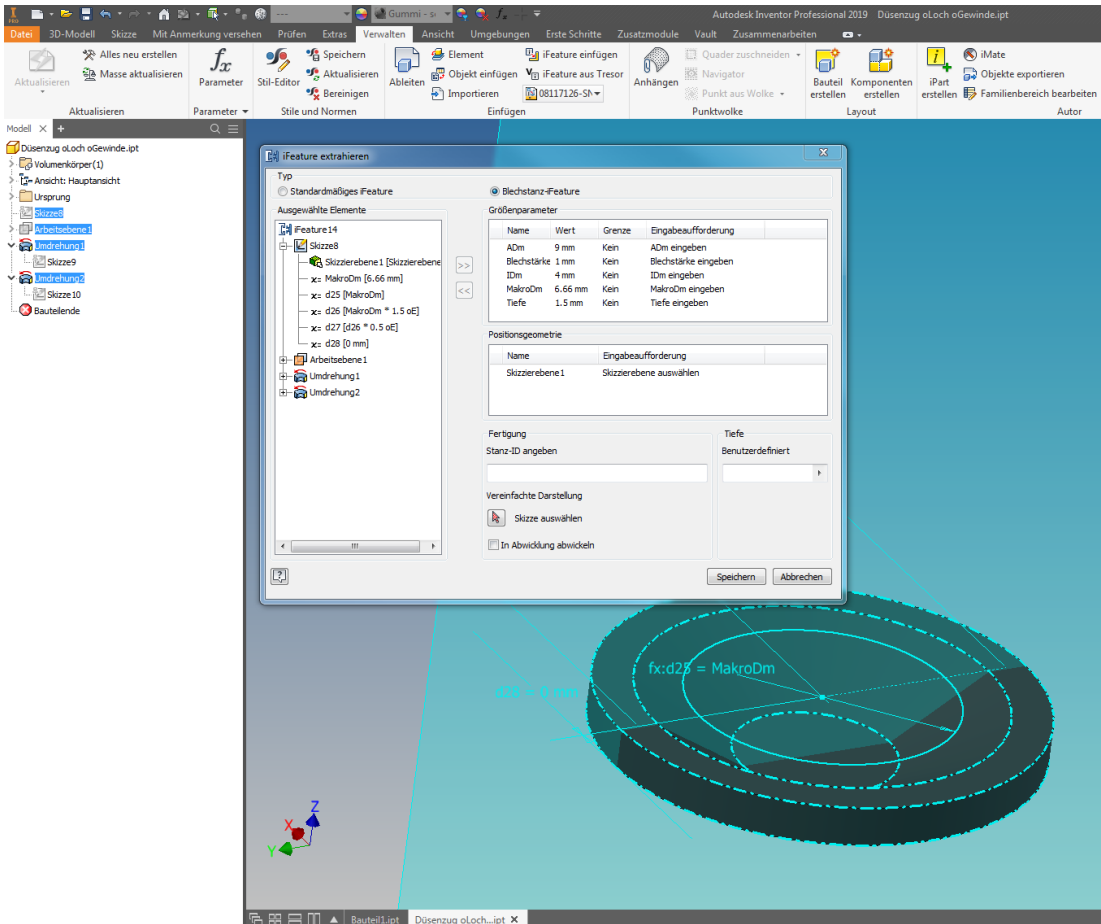 PRO
---
Gummi - s
Autodesk Inventor Professional 2019 Düsenzug oLoch oGewinde.ipt
Datei 3D-Modell Skizze Mit Anmerkung versehen Prüfen Extras Verwalten Ansicht Umgebungen Erste Schritte Zusatzmodule Vault Zusammenarbeiten
Aktualisieren
Alles neu erstellen
Masse aktualisieren
Aktualisieren
fx
Parameter
Parameter
Stil-Editor
Speichern
Aktualisieren
Bereinigen
Stile und Normen
Ableiten
Element
Objekt einfügen
Importieren
iFeature einfügen
iFeature aus Tresor
08117126-SN
Einfügen
Anhängen
Quader zuschneiden
Navigator
Punkt aus Wolke
Punktwolke
Bauteil erstellen
Komponenten erstellen
Layout
iPart erstellen
iMate
Objekte exportieren
Familienbereich bearbeiten
Autor
Modell
Düsenzug oLoch oGewinde.ipt
Volumenkörper(1)
Ansicht: Hauptansicht
Ursprung
Skizze8
Arbeitsebene1
Umdrehung1
Skizze9
Umdrehung2
Skizze10
Bauteilende
iFeature extrahieren
Typ
Standardmäßiges iFeature
Blechstanz-iFeature
Ausgewählte Elemente
iFeature14
Skizze8
Skizzierebene1 [Skizzierebene
x= MakroDm [6.66 mm]
x= d25 [MakroDm]
x= d26 [MakroDm * 1.5 oE]
x= d27 [d26 * 0.5 oE]
x= d28 [0 mm]
Arbeitsebene1
Umdrehung1
Umdrehung2
>>
<<
Größenparameter
Name Wert Grenze Eingabeaufforderung
ADm 9 mm Kein ADm eingeben
Blechstärke 1 mm Kein Blechstärke eingeben
IDm 4 mm Kein IDm eingeben
MakroDm 6.66 mm Kein MakroDm eingeben
Tiefe 1.5 mm Kein Tiefe eingeben
Positionsgeometrie
Name Eingabeaufforderung
Skizzierebene1 Skizzierebene auswählen
Fertigung
Stanz-ID angeben
Vereinfachte Darstellung
Skizze auswählen
In Abwicklung abwickeln
Tiefe
Benutzerdefiniert
Speichern Abbrechen
fx:d25 = MakroDm
d28 = 0 mm
Z
X
Y
Bauteil1.ipt Düsenzug oLoch...ipt